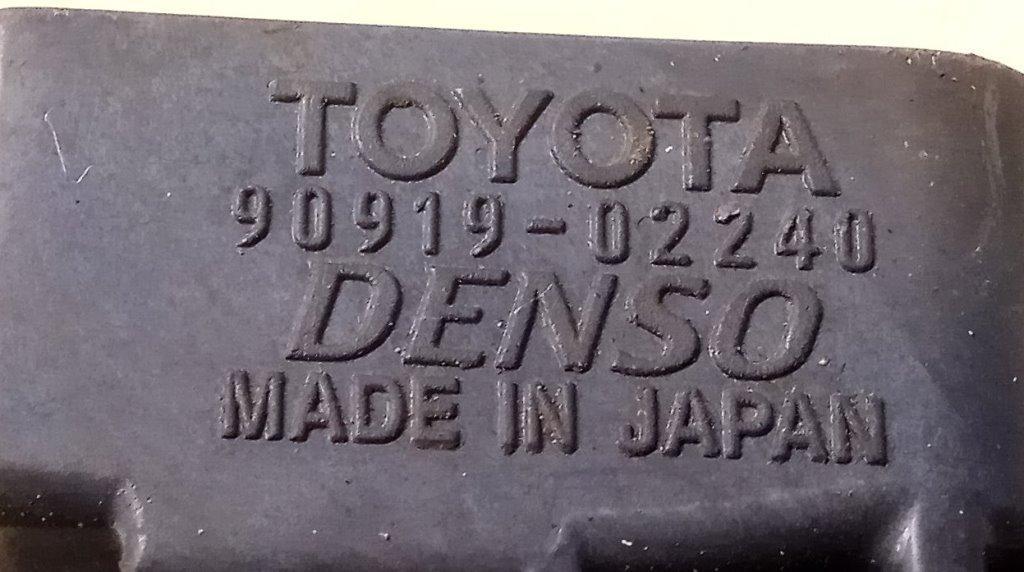 TOYOTA
90919-02240
DENSO
MADE IN JAPAN